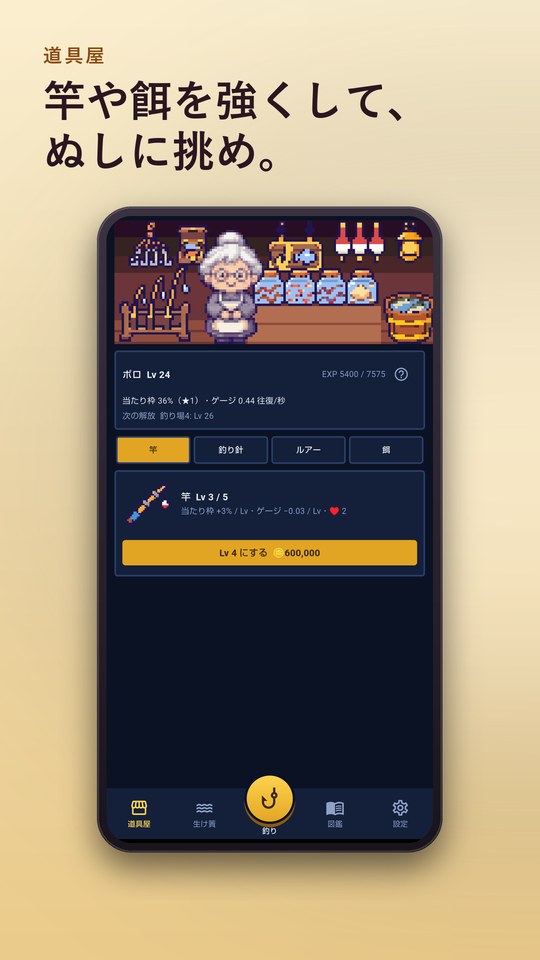 道具屋
竿や餌を強くして、
ぬしに挑め。
ボロ Lv 24
EXP 5400 / 7575
当たり枠 36%（★1）・ゲージ 0.44 往復/秒
次の解放 釣り場4: Lv 26
竿
釣り針
ルアー
餌
竿 Lv 3 / 5
当たり枠 +3% / Lv・ゲージ −0.03 / Lv・❤️ 2
Lv 4 にする 🪙600,000
道具屋
生け簀
釣り
図鑑
設定